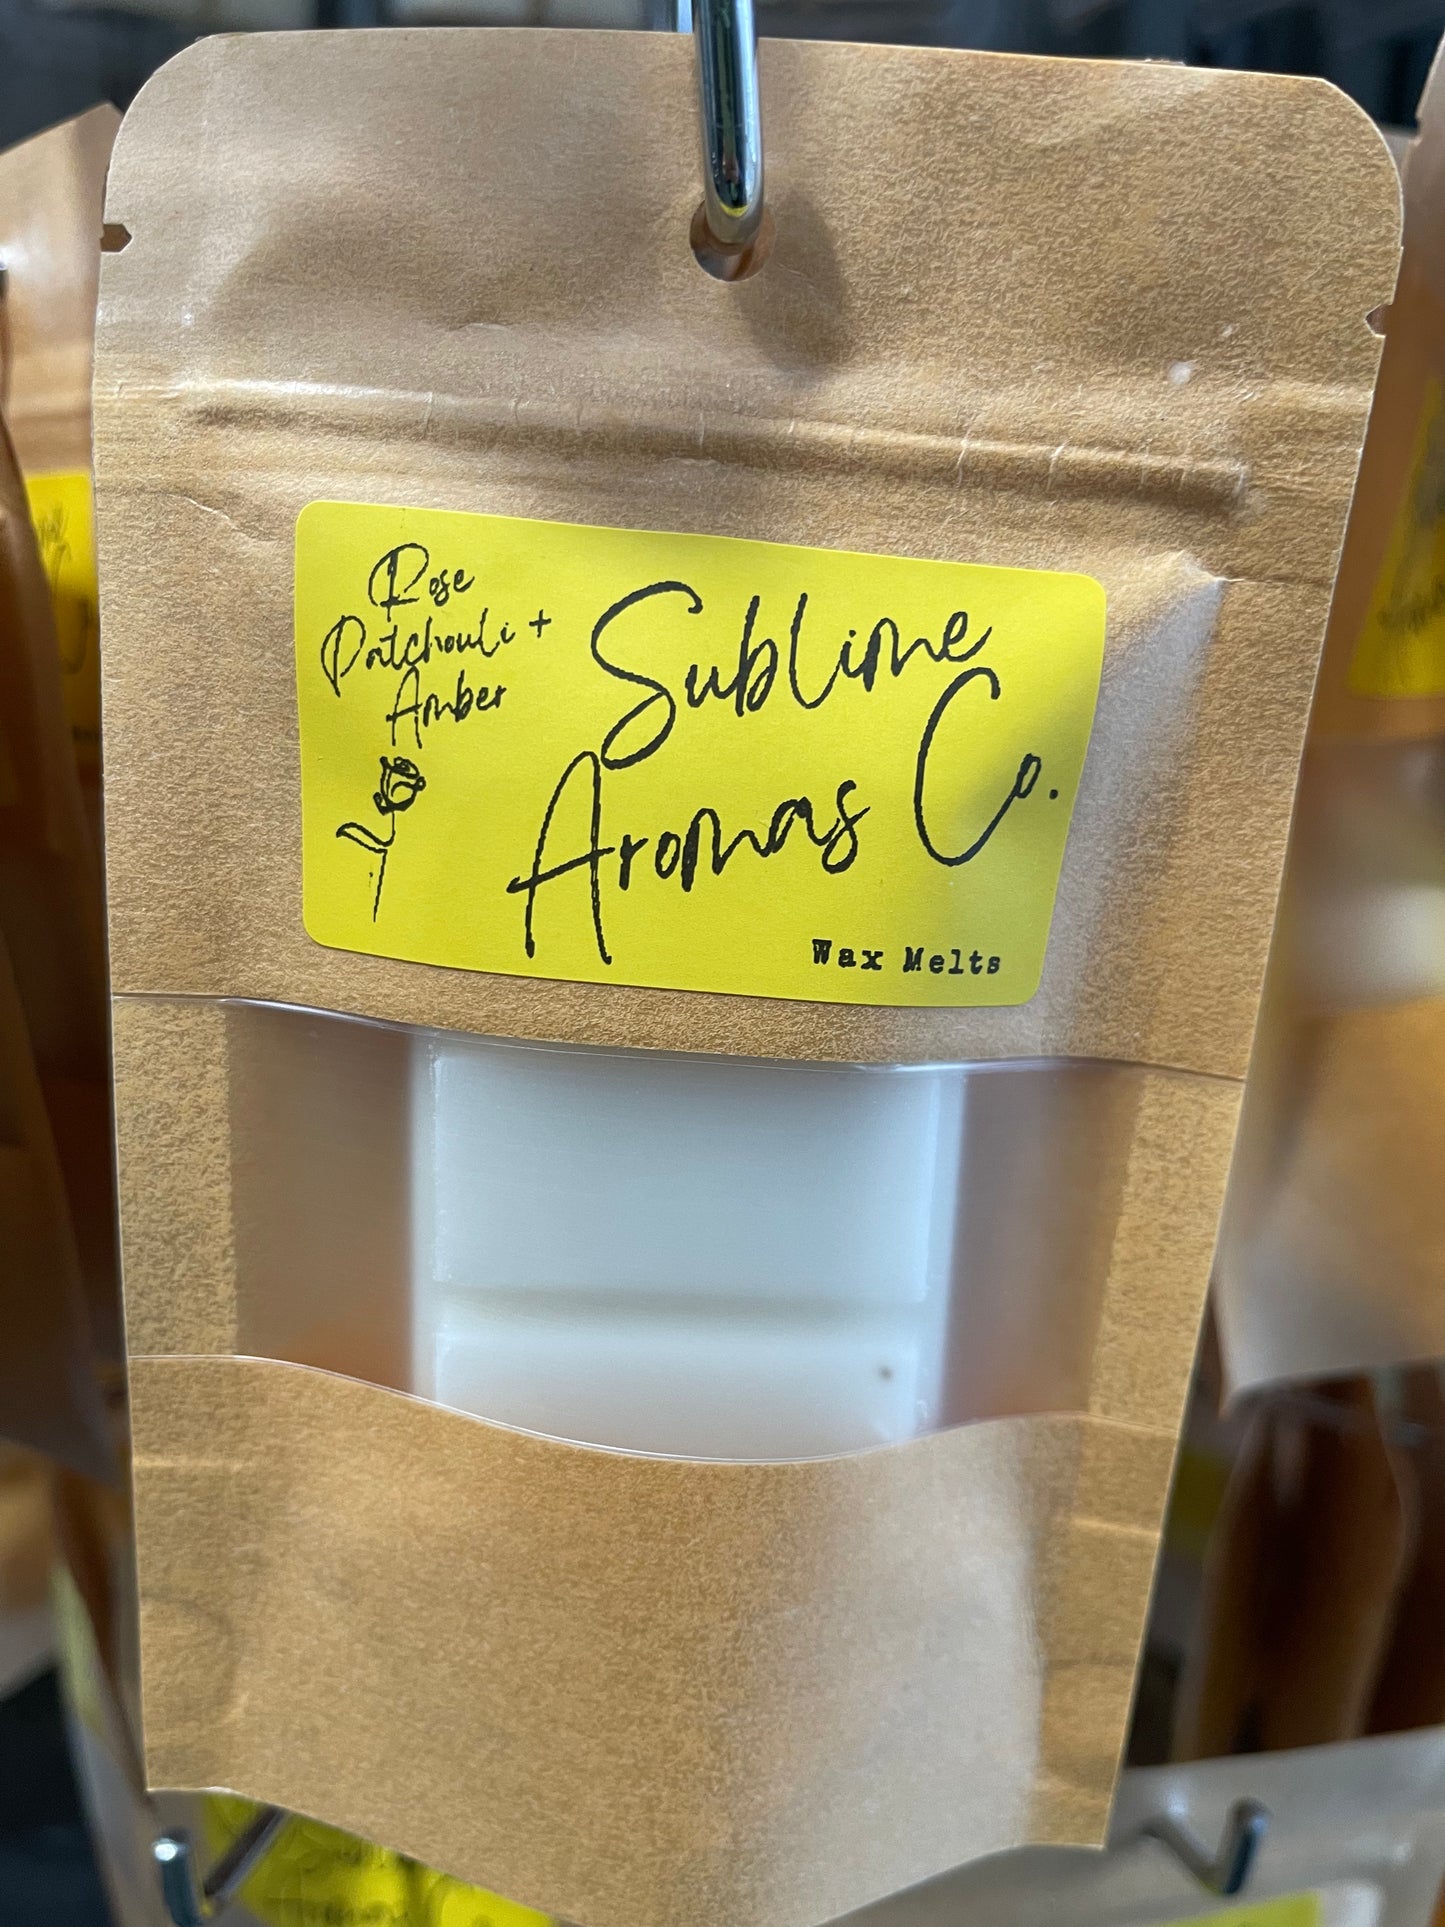 Rose
Patchouli +
Amber
Sublime
Aromas Co.
Wax Melts